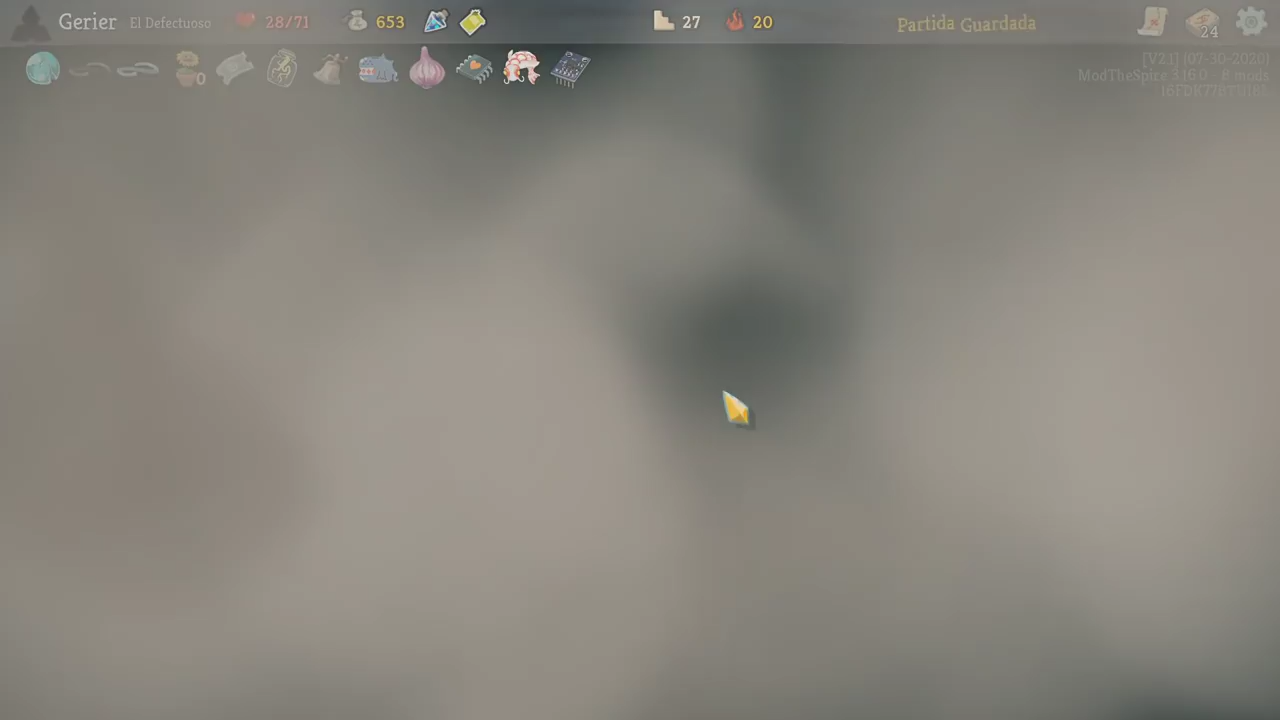 Gerier El Defectuoso 28/71 653 27 20 Partida Guardada 24
0
[V2.1] (07-30-2020)
ModTheSpire 3.16.0 - 8 mods